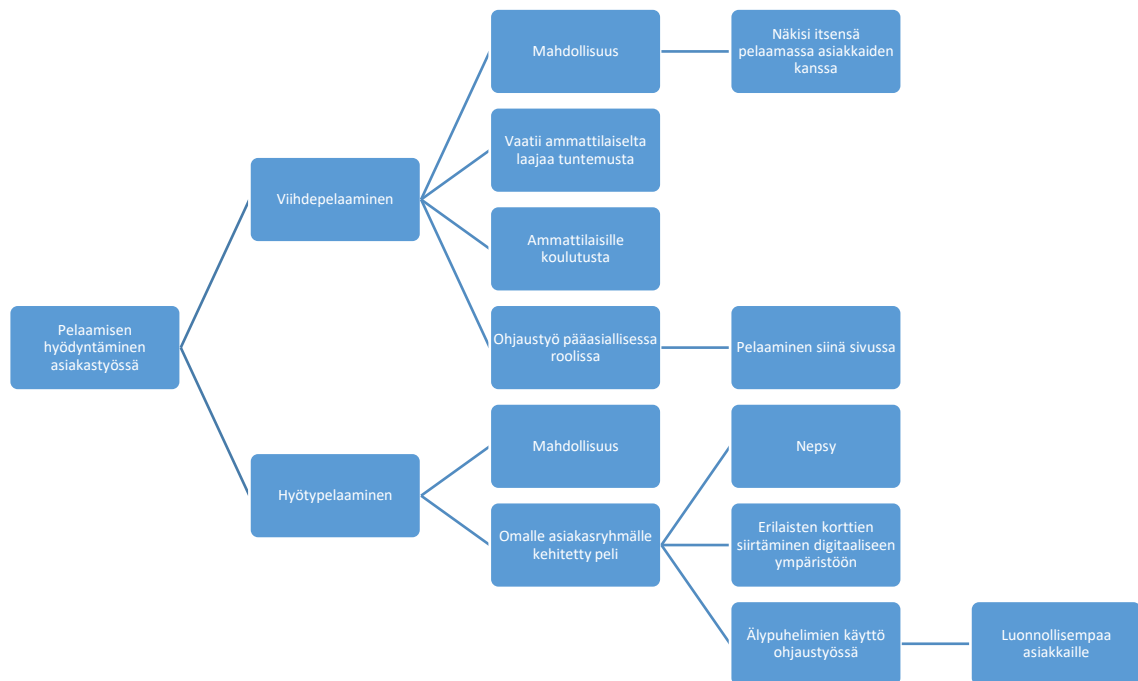 Mahdollisuus
Näkisi itsensä
pelaamassa asiakkaiden
kanssa
Vaatii ammattilaiselta
laajaa tuntemusta
Viihdepelaaminen
Ammattilaisille
koulutusta
Pelaamisen
hyödyntäminen
asiakastyössä
Ohjaustyö pääasiallisessa
roolissa
Pelaaminen siinä sivussa
Mahdollisuus
Nepsy
Hyötypelaaminen
Omalle asiakasryhmälle
kehitetty peli
Erilaisten korttien
siirtäminen digitaaliseen
ympäristöön
Älypuhelimien käyttö
ohjaustyössä
Luonnollisempaa
asiakkaille